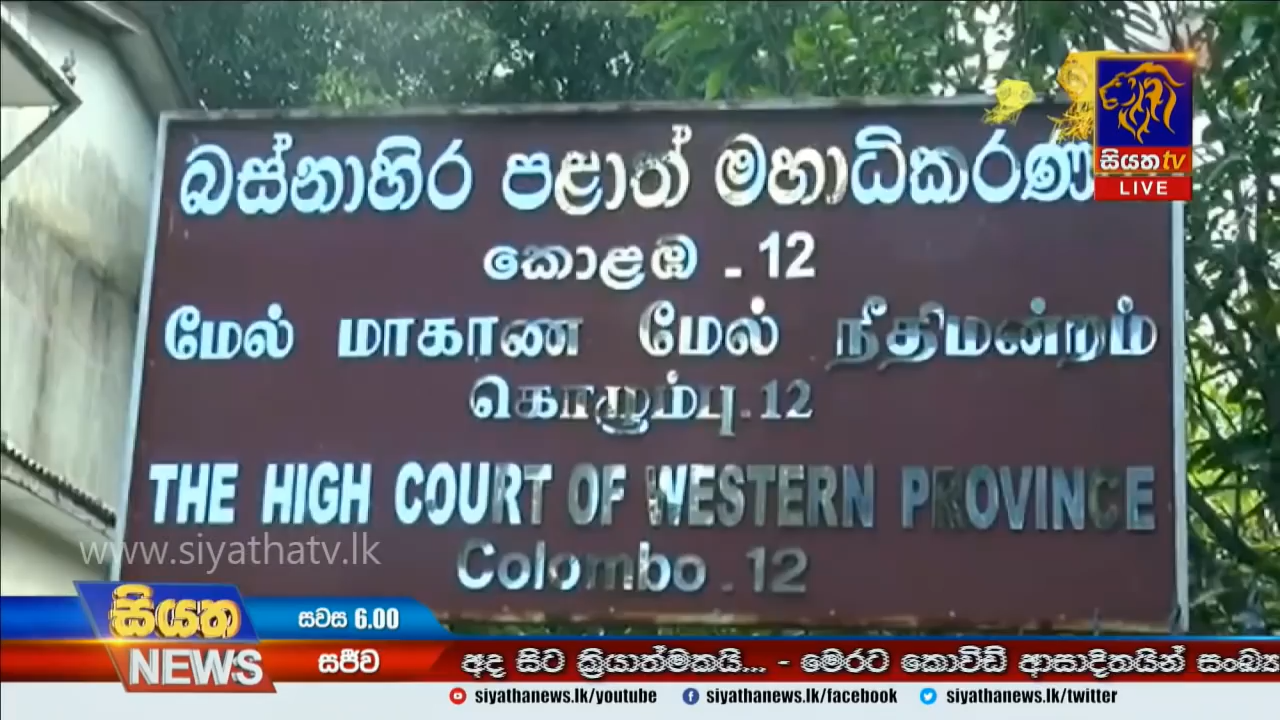 බස්නාහිර පළාත් මහාධිකරණ
කොළඹ - 12
மேல் மாகாண மேல் நீதிமன்றம்
கொழும்பு.12
THE HIGH COURT OF WESTERN PROVINCE
Colombo.12
සියත tv
LIVE
www.siyathatv.lk
සියත
NEWS
සවස 6.00
සජීව
අද සිට ක්‍රියාත්මකයි... - මෙරට කොවිඩ් ආසාදිතයින් සංඛ්‍ය
siyathanews.lk/youtube
siyathanews.lk/facebook
siyathanews.lk/twitter